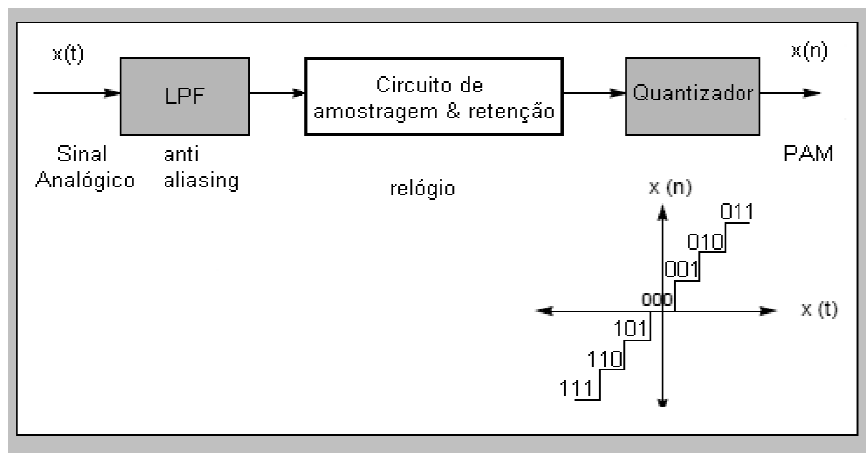 x(t)
x(n)
LPF
Circuito de
amostragem & retenção
Quantizador
Sinal
Analógico
anti
aliasing
relógio
PAM
x (n)
011
010
001
000
x (t)
101
110
111